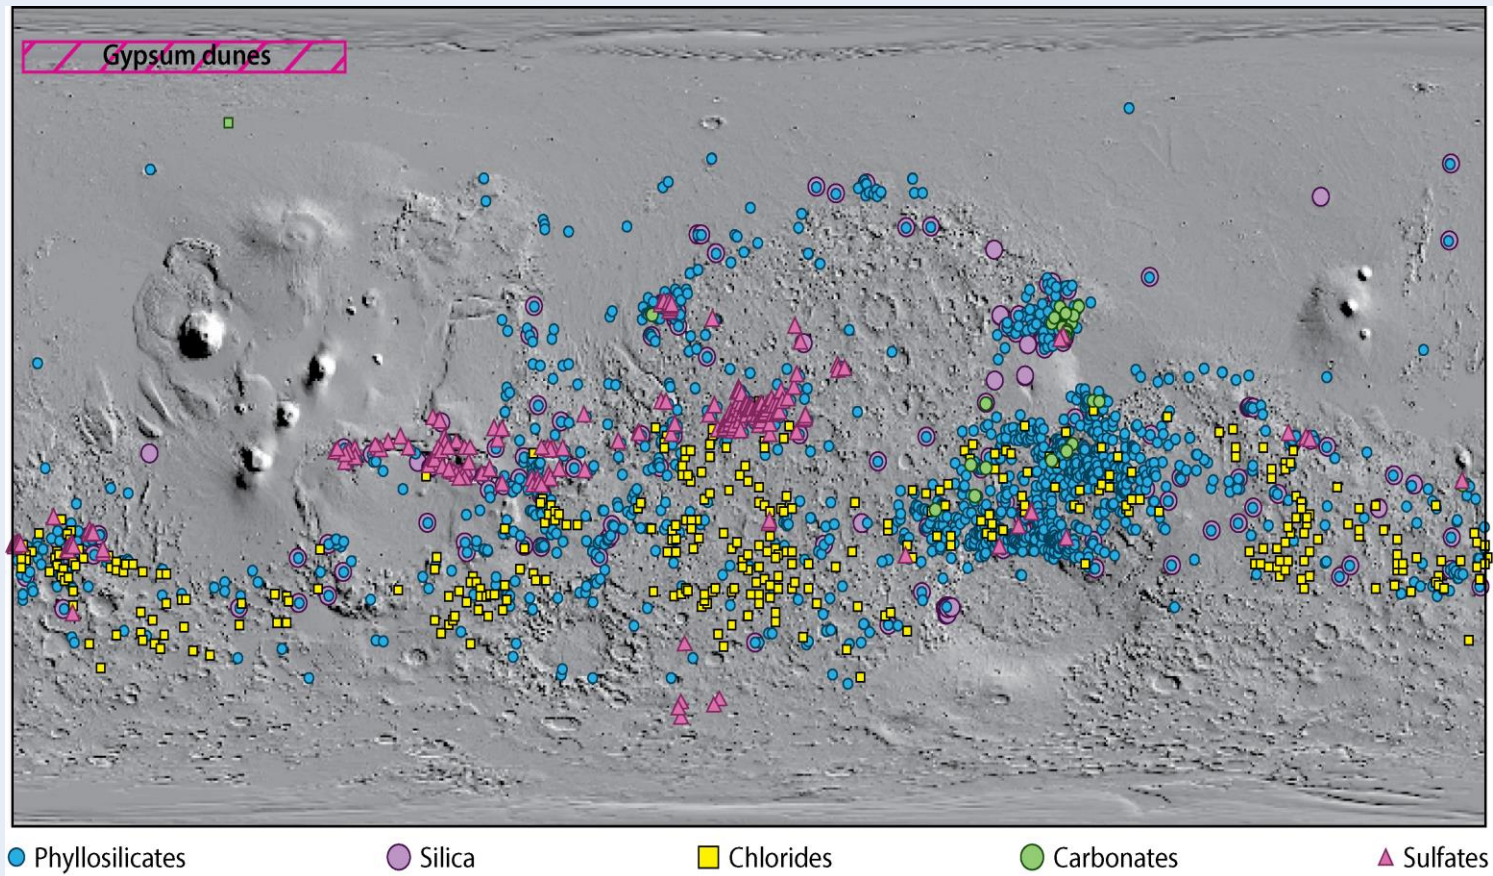 Gypsum dunes
Phyllosilicates
Silica
Chlorides
Carbonates
Sulfates